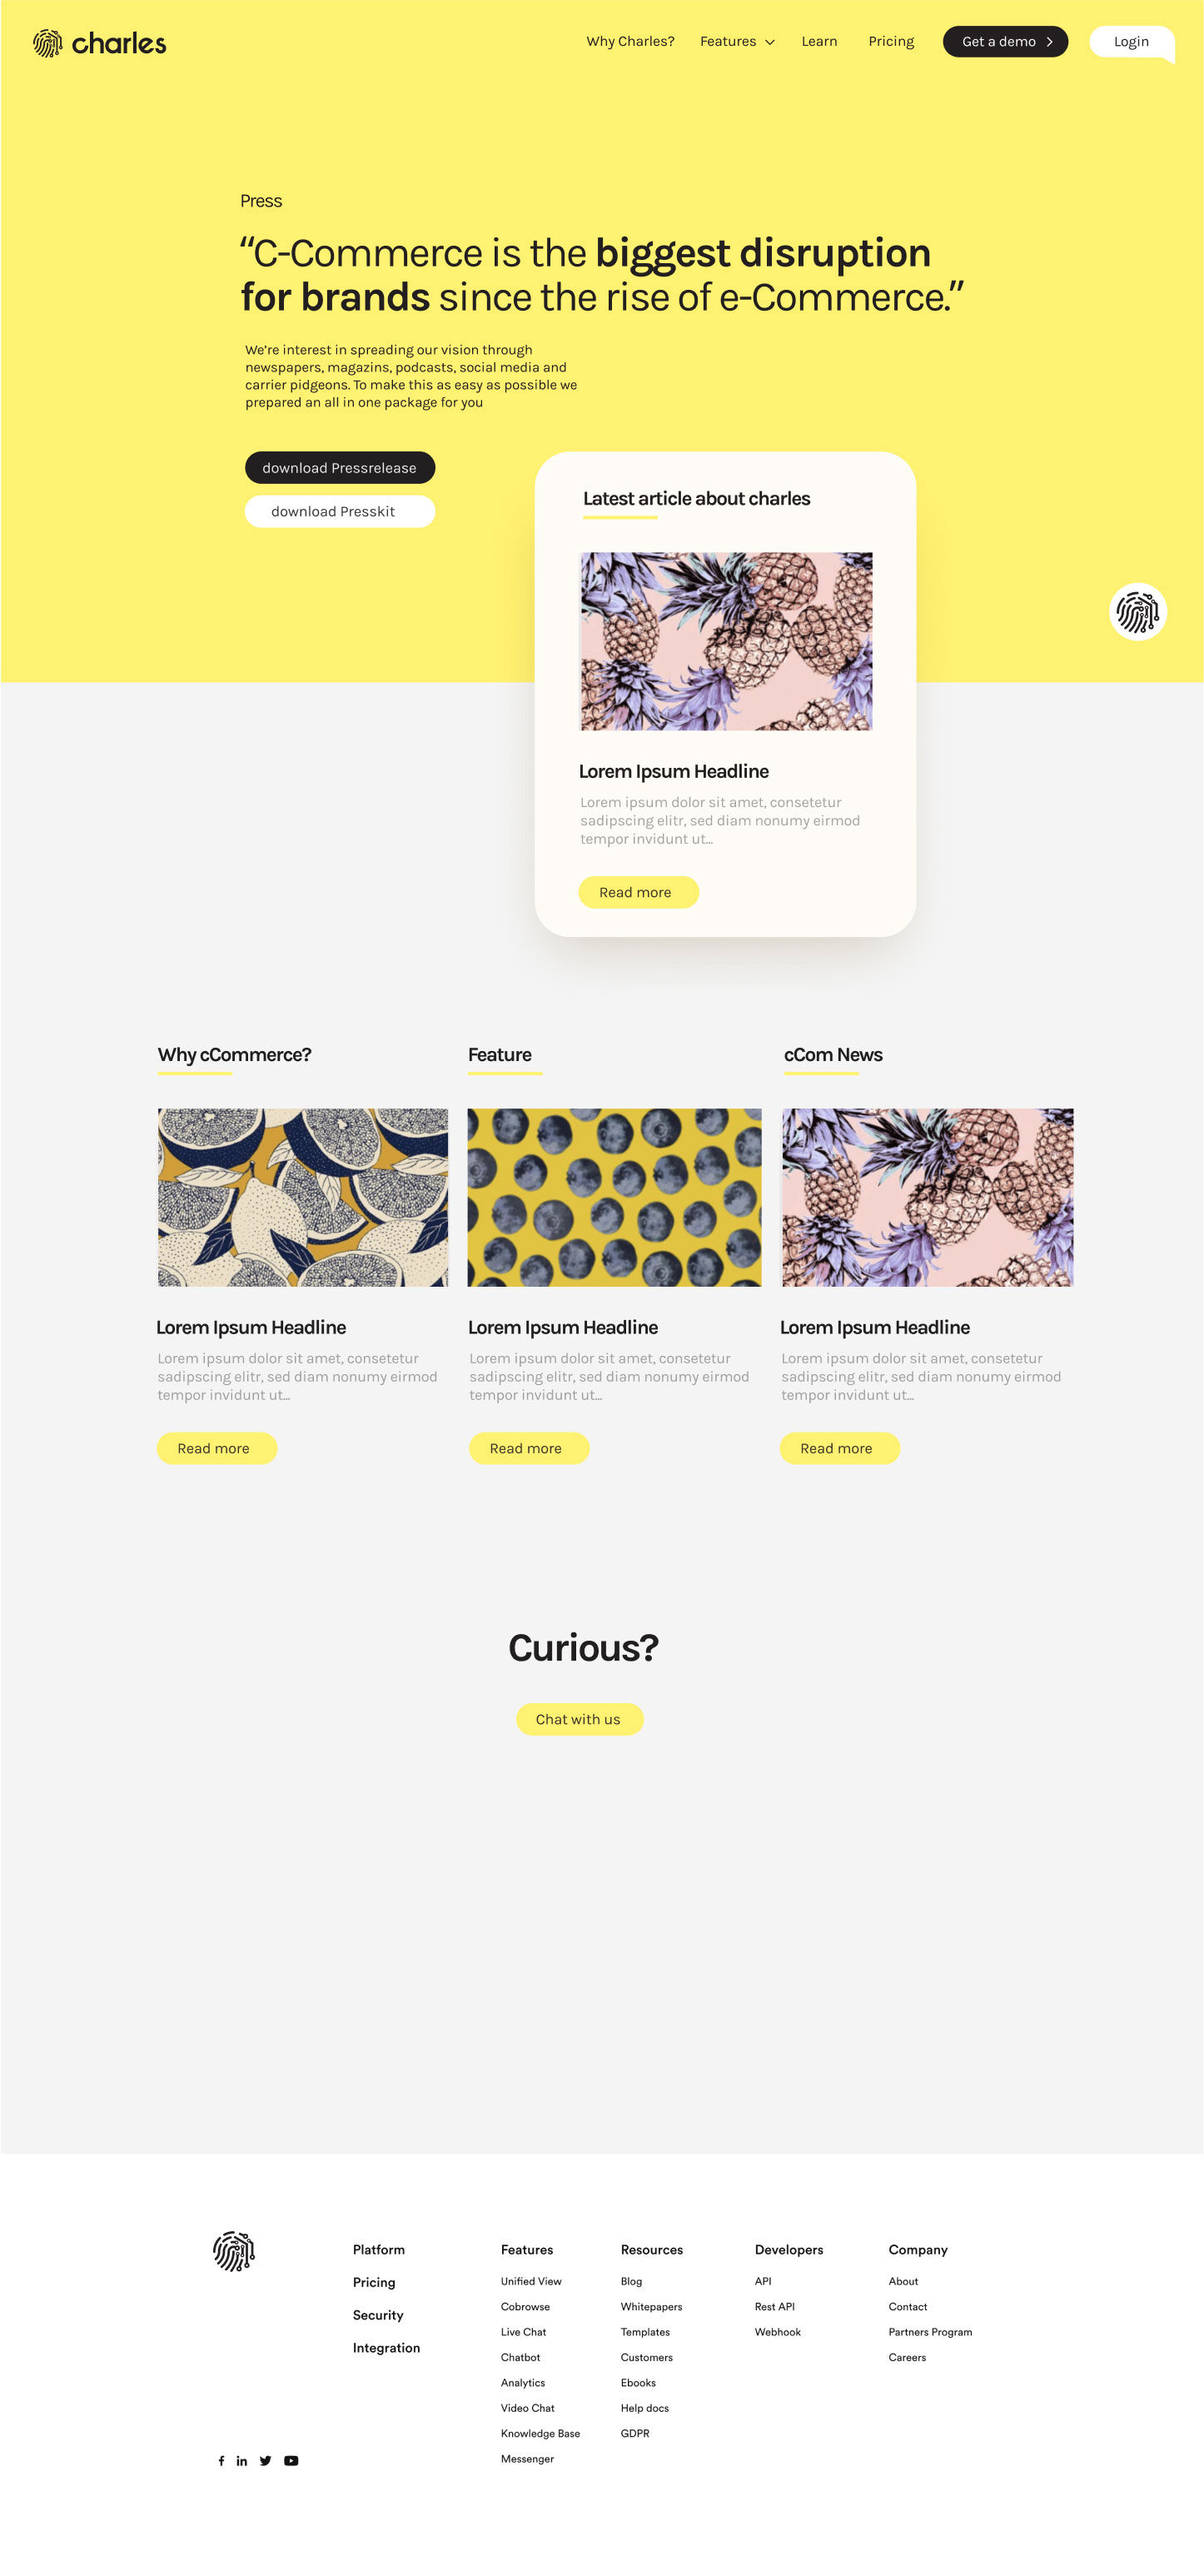 charles
Why Charles? Features Learn Pricing Get a demo Login
Press
“C-Commerce is the biggest disruption
for brands since the rise of e-Commerce.”
We’re interest in spreading our vision through
newspapers, magazins, podcasts, social media and
carrier pidgeons. To make this as easy as possible we
prepared an all in one package for you
download Pressrelease
download Presskit
Latest article about charles
Lorem Ipsum Headline
Lorem ipsum dolor sit amet, consetetur
sadipscing elitr, sed diam nonumy eirmod
tempor invidunt ut...
Read more
Why cCommerce?
Lorem Ipsum Headline
Lorem ipsum dolor sit amet, consetetur
sadipscing elitr, sed diam nonumy eirmod
tempor invidunt ut...
Read more
Feature
Lorem Ipsum Headline
Lorem ipsum dolor sit amet, consetetur
sadipscing elitr, sed diam nonumy eirmod
tempor invidunt ut...
Read more
cCom News
Lorem Ipsum Headline
Lorem ipsum dolor sit amet, consetetur
sadipscing elitr, sed diam nonumy eirmod
tempor invidunt ut...
Read more
Curious?
Chat with us
Platform
Pricing
Security
Integration
Features
Unified View
Cobrowse
Live Chat
Chatbot
Analytics
Video Chat
Knowledge Base
Messenger
Resources
Blog
Whitepapers
Templates
Customers
Ebooks
Help docs
GDPR
Developers
API
Rest API
Webhook
Company
About
Contact
Partners Program
Careers